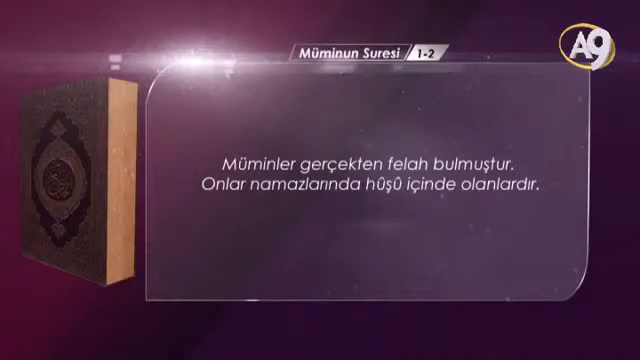 Müminun Suresi 1-2
A9
Müminler gerçekten felah bulmuştur.
Onlar namazlarında hûşû içinde olanlardır.